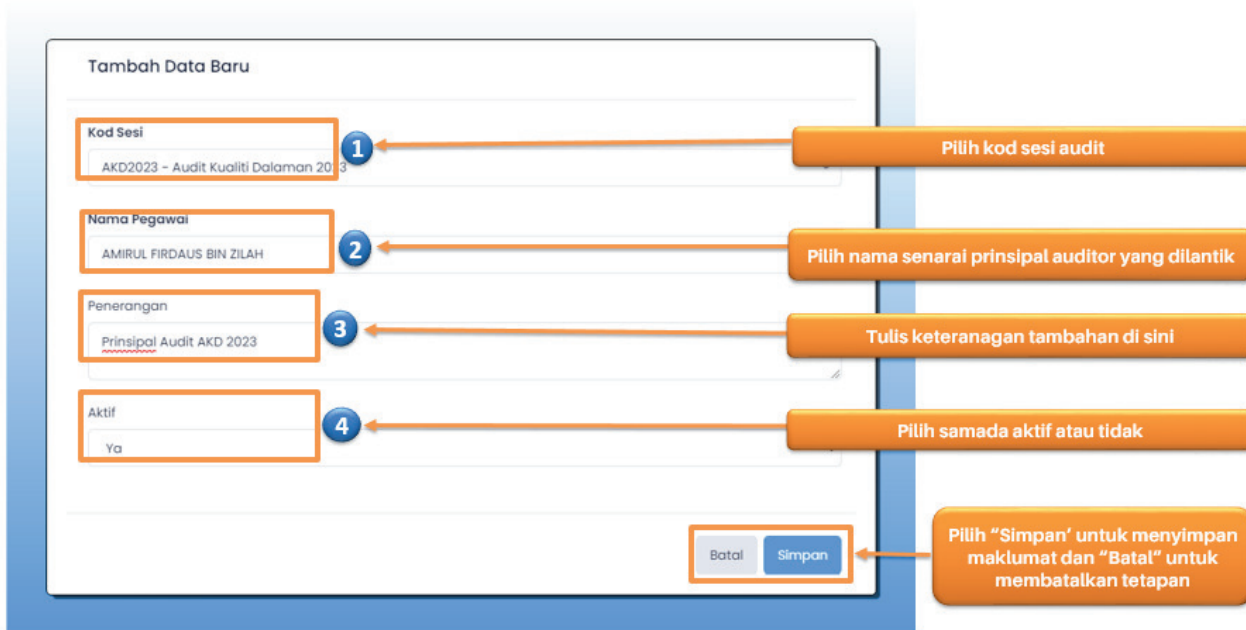 Tambah Data Baru
Kod Sesi
1
Pilih kod sesi audit
AKD2023 - Audit Kualiti Dalaman 2023
Nama Pegawai
AMIRUL FIRDAUS BIN ZILAH
2
Pilih nama senarai prinsipal auditor yang dilantik
Penerangan
3
Prinsipal Audit AKD 2023
Tulis keteranagan tambahan di sini
Aktif
4
Pilih samada aktif atau tidak
Ya
Batal
Simpan
Pilih "Simpan' untuk menyimpan
maklumat dan "Batal" untuk
membatalkan tetapan